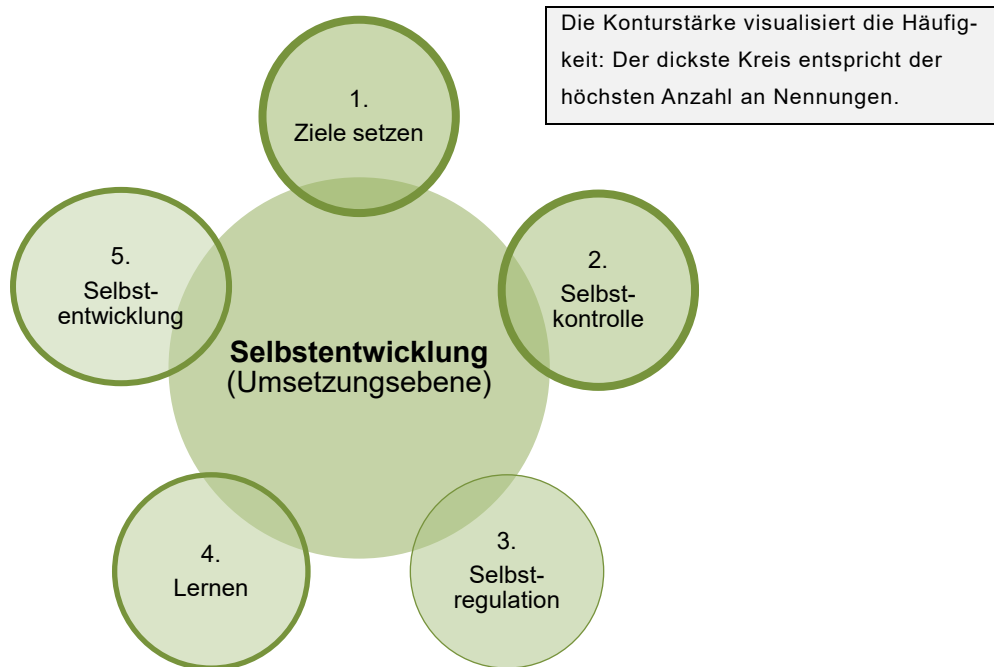 Die Konturstärke visualisiert die Häufig-
keit: Der dickste Kreis entspricht der
höchsten Anzahl an Nennungen.
1.
Ziele setzen
2.
Selbst-
kontrolle
5.
Selbst-
entwicklung
Selbstentwicklung
(Umsetzungsebene)
3.
Selbst-
regulation
4.
Lernen